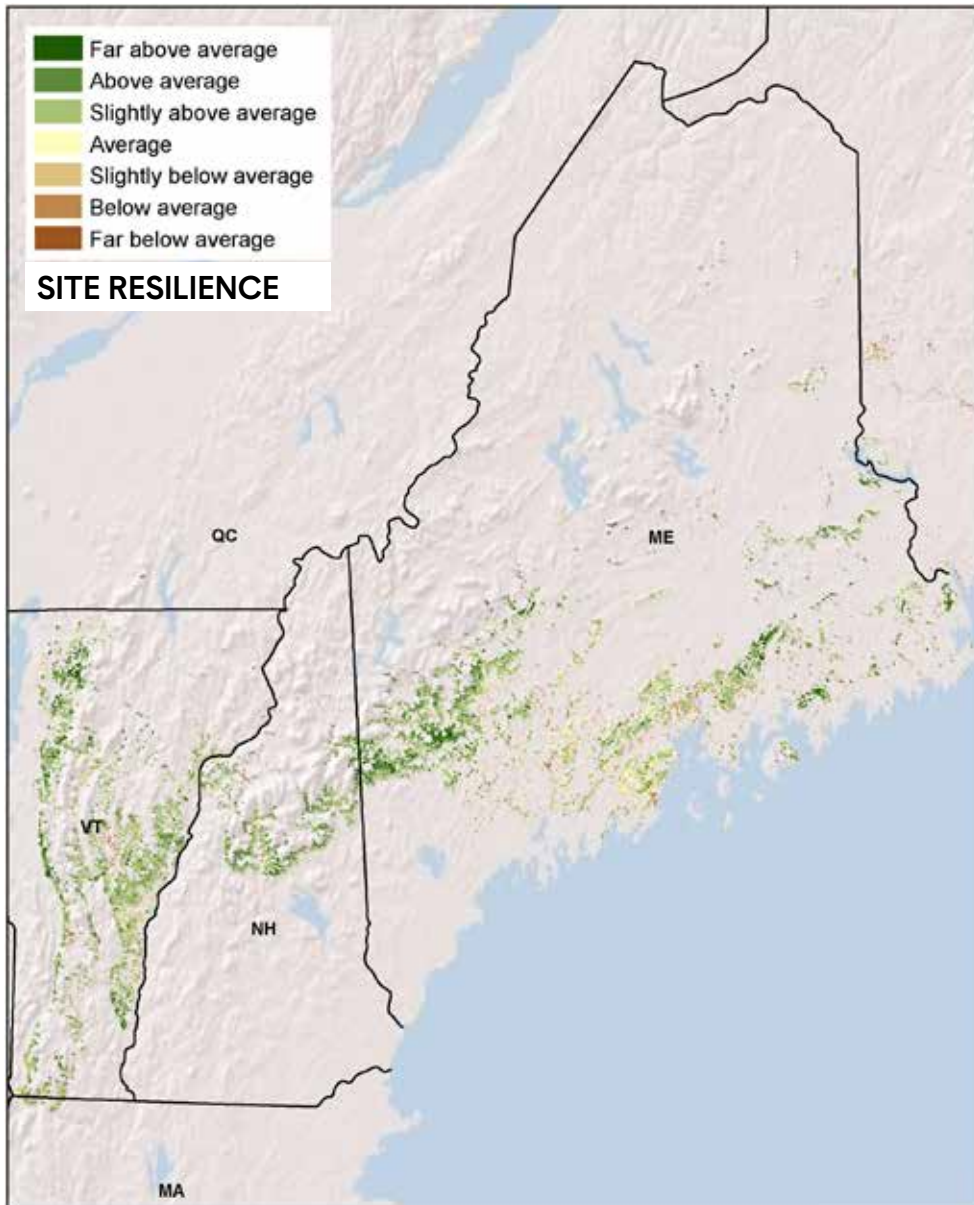 Far above average
Above average
Slightly above average
Average
Slightly below average
Below average
Far below average
SITE RESILIENCE
QC
ME
VT
NH
MA